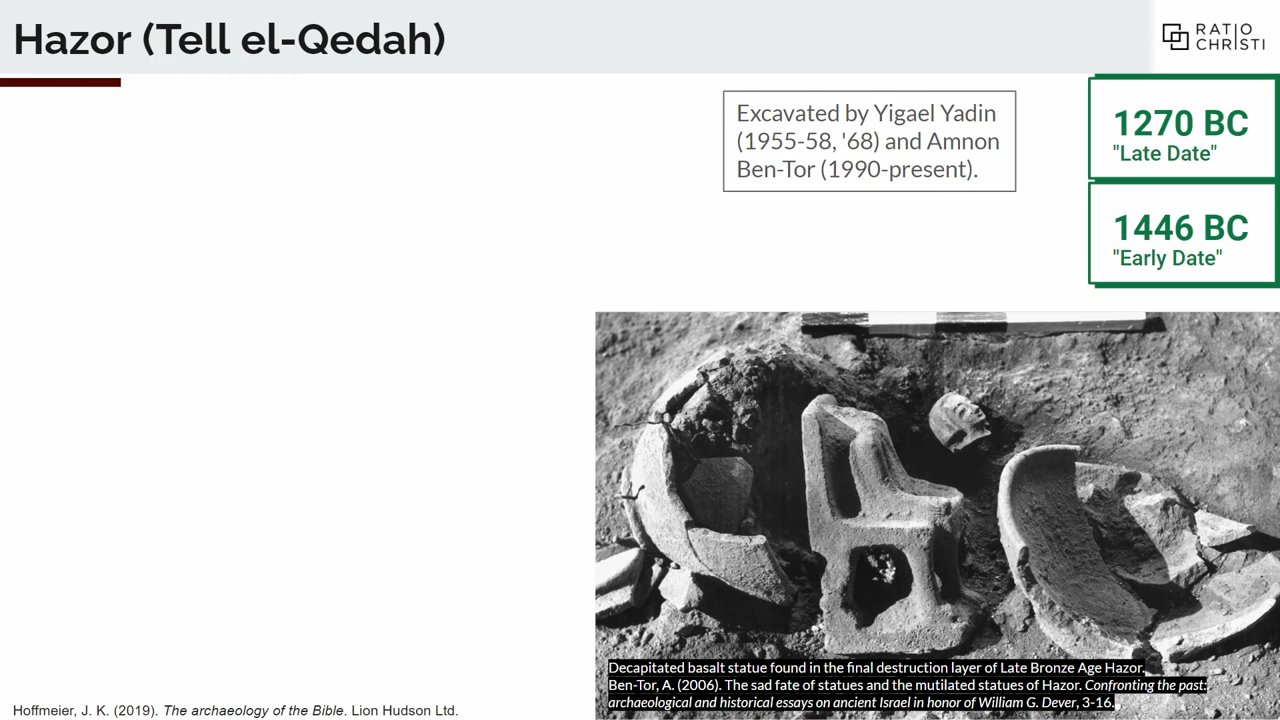 Hazor (Tell el-Qedah)
RATIO
CHRISTI
Excavated by Yigael Yadin
(1955-58, '68) and Amnon
Ben-Tor (1990-present).
1270 BC
"Late Date"
1446 BC
"Early Date"
Decapitated basalt statue found in the final destruction layer of Late Bronze Age Hazor.
Ben-Tor, A. (2006). The sad fate of statues and the mutilated statues of Hazor. Confronting the past:
archaeological and historical essays on ancient Israel in honor of William G. Dever, 3-16.
Hoffmeier, J. K. (2019). The archaeology of the Bible. Lion Hudson Ltd.